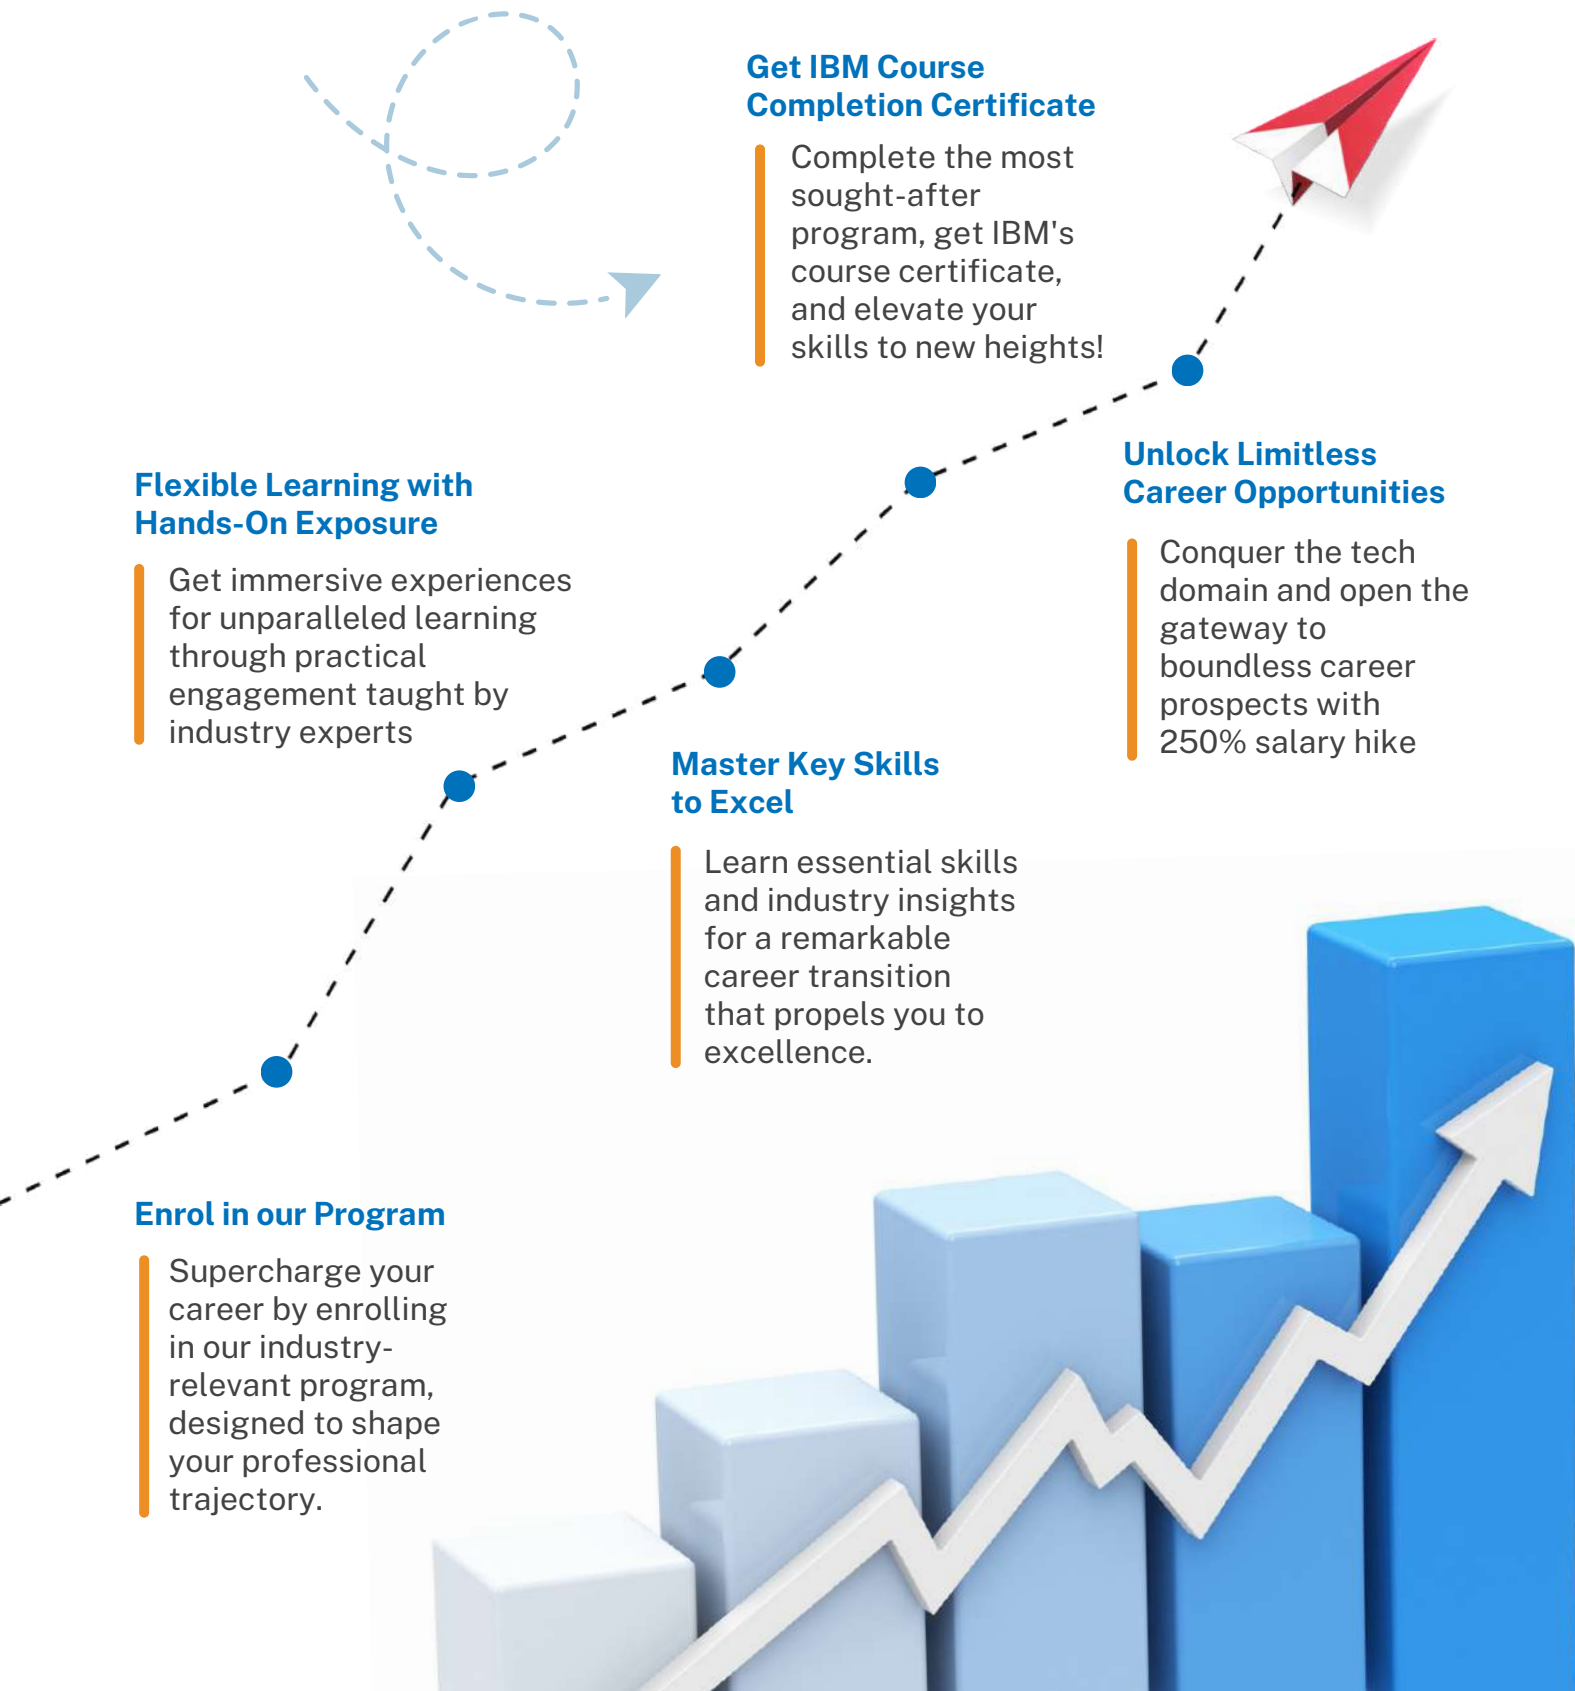 Get IBM Course
Completion Certificate
Complete the most
sought-after
program, get IBM's
course certificate,
and elevate your
skills to new heights!
Unlock Limitless
Career Opportunities
Conquer the tech
domain and open the
gateway to
boundless career
prospects with
250% salary hike
Flexible Learning with
Hands-On Exposure
Get immersive experiences
for unparalleled learning
through practical
engagement taught by
industry experts
Master Key Skills
to Excel
Learn essential skills
and industry insights
for a remarkable
career transition
that propels you to
excellence.
Enrol in our Program
Supercharge your
career by enrolling
in our industry-
relevant program,
designed to shape
your professional
trajectory.